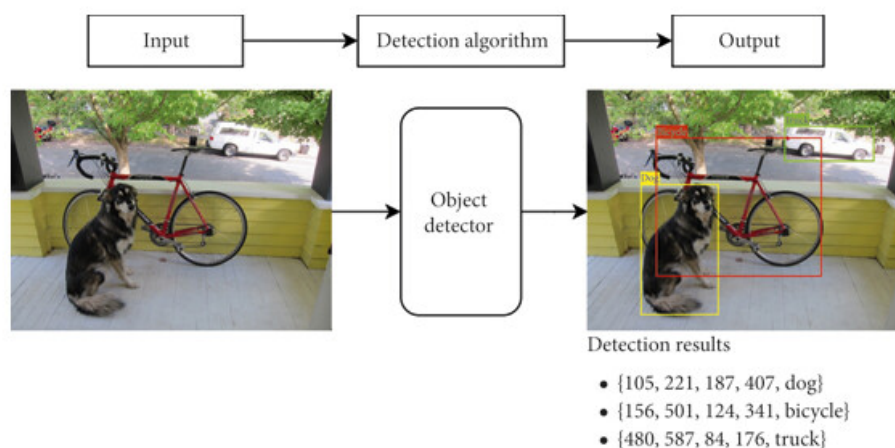 Input
Detection algorithm
Output
Object
detector
Bicycle
Dog
Detection results
• {105, 221, 187, 407, dog}
• {156, 501, 124, 341, bicycle}
• {480, 587, 84, 176, truck}